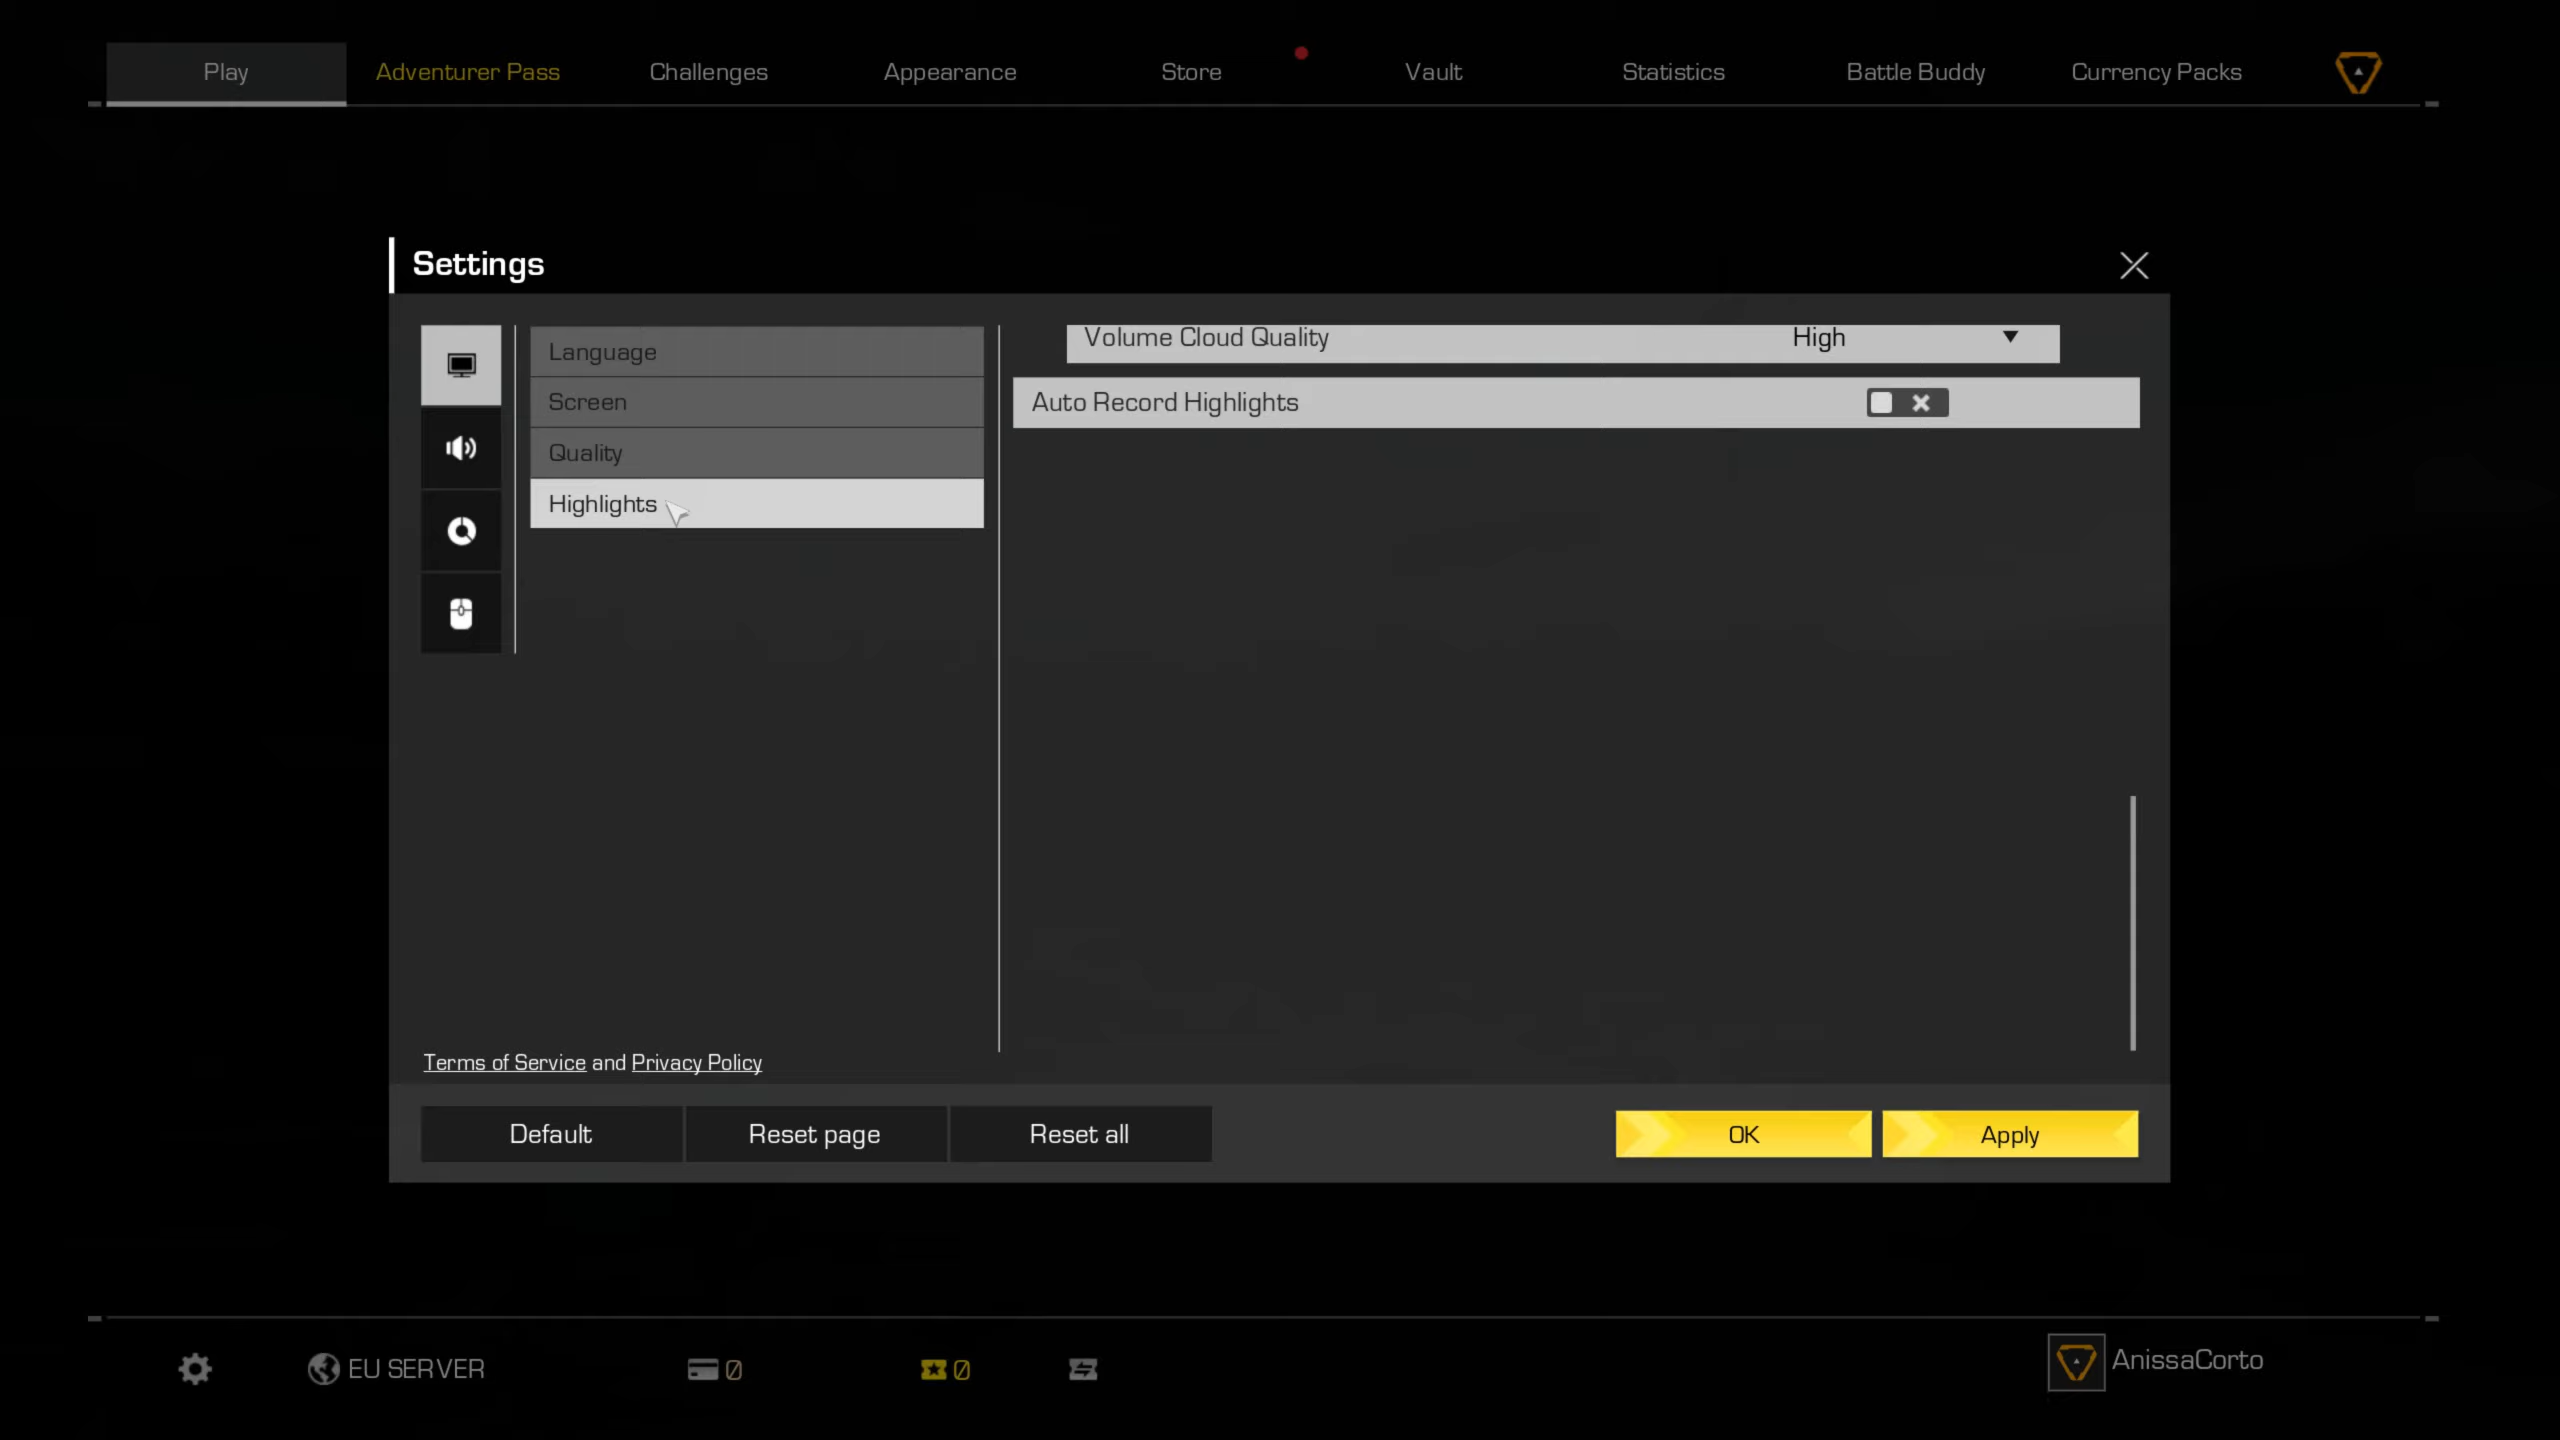 Play Adventurer Pass Challenges Appearance Store Vault Statistics Battle Buddy Currency Packs
Settings
Language
Screen
Quality
Highlights
Volume Cloud Quality High
Auto Record Highlights
Terms of Service and Privacy Policy
Default Reset page Reset all OK Apply
EU SERVER 0 0 AnissaCorto